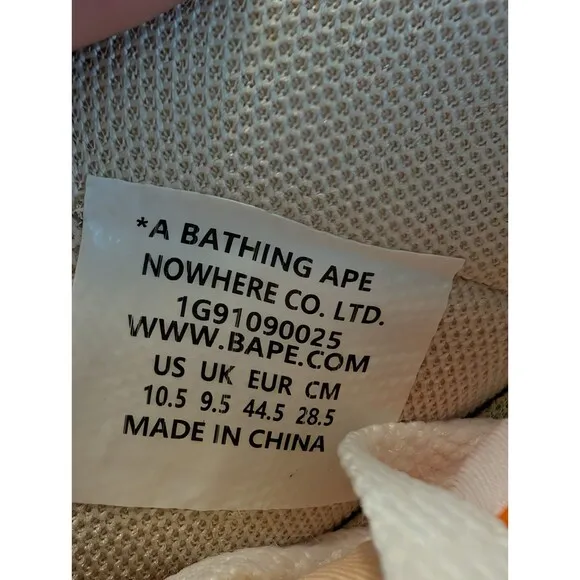 *A BATHING APE
NOWHERE CO. LTD.
1G91090025
WWW.BAPE.COM
US UK EUR CM
10.5 9.5 44.5 28.5
MADE IN CHINA